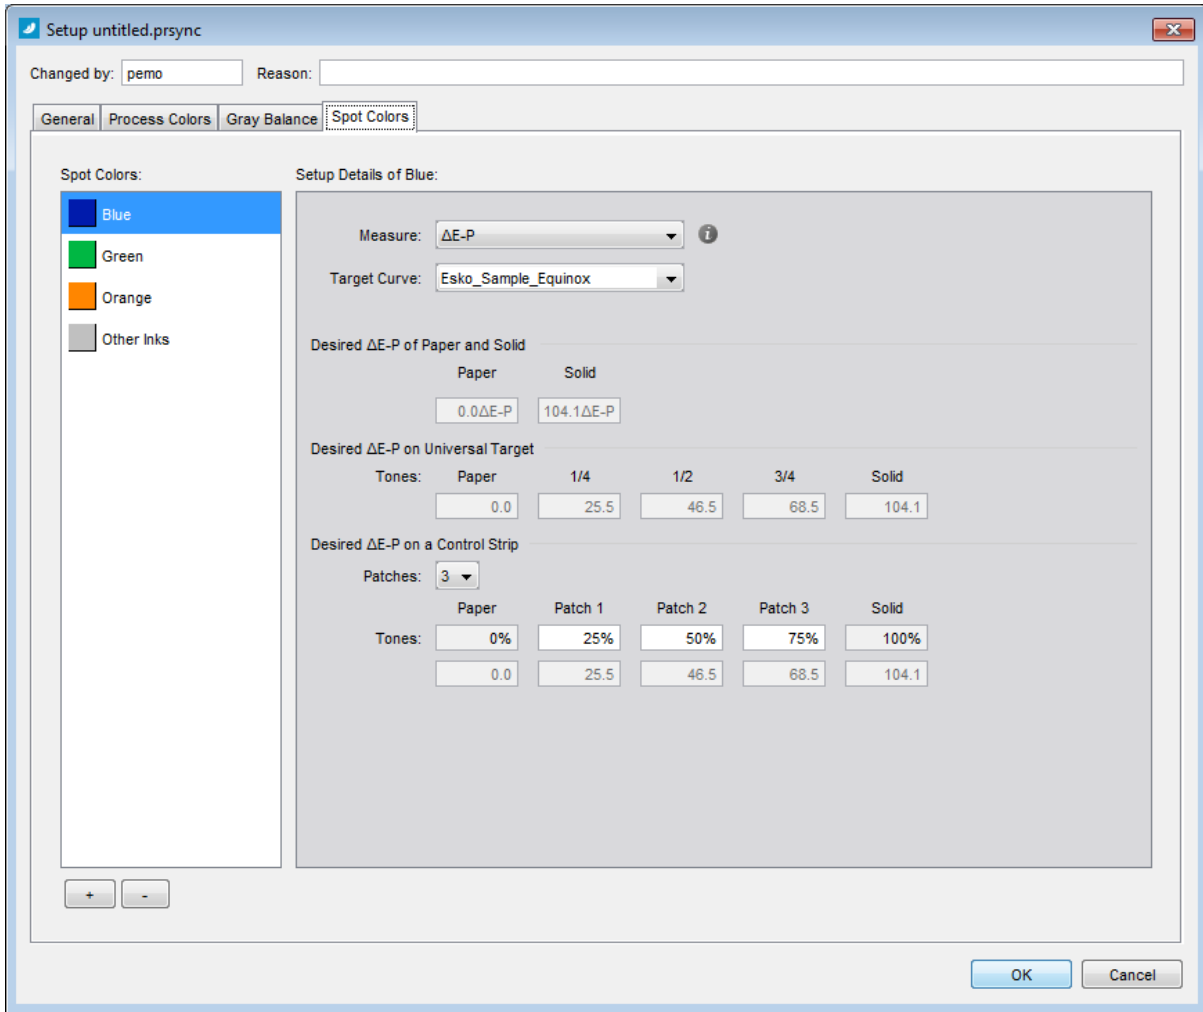 Setup untitled.prsync
Changed by: pemo Reason:
General Process Colors Gray Balance Spot Colors
Spot Colors:
Blue
Green
Orange
Other Inks
+ -
Setup Details of Blue:
Measure: ΔE-P i
Target Curve: Esko_Sample_Equinox
Desired ΔE-P of Paper and Solid
Paper Solid
0.0ΔE-P 104.1ΔE-P
Desired ΔE-P on Universal Target
Tones: Paper 1/4 1/2 3/4 Solid
0.0 25.5 46.5 68.5 104.1
Desired ΔE-P on a Control Strip
Patches: 3
Paper Patch 1 Patch 2 Patch 3 Solid
Tones: 0% 25% 50% 75% 100%
0.0 25.5 46.5 68.5 104.1
OK Cancel